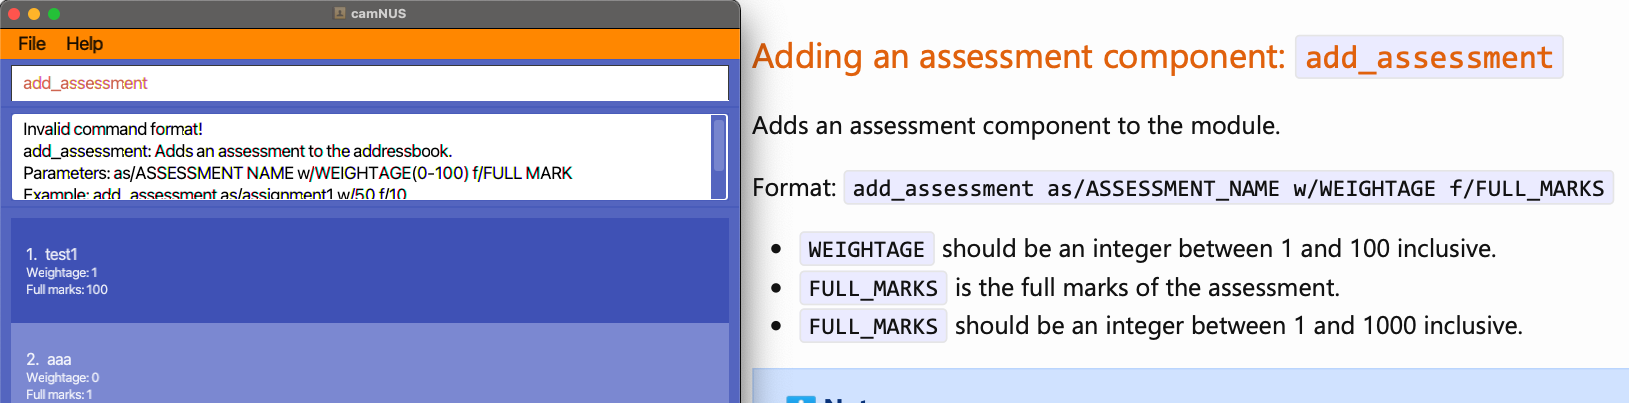 camNUS
File Help
add_assessment
Invalid command format!
add_assessment: Adds an assessment to the addressbook.
Parameters: as/ASSESSMENT NAME w/WEIGHTAGE(0-100) f/FULL MARK
Example: add_assessment as/assignment1 w/50 f/10
1. test1
Weightage: 1
Full marks: 100
2. aaa
Weightage: 0
Full marks: 1
Adding an assessment component: add_assessment
Adds an assessment component to the module.
Format: add_assessment as/ASSESSMENT_NAME w/WEIGHTAGE f/FULL_MARKS
• WEIGHTAGE should be an integer between 1 and 100 inclusive.
• FULL_MARKS is the full marks of the assessment.
• FULL_MARKS should be an integer between 1 and 1000 inclusive.